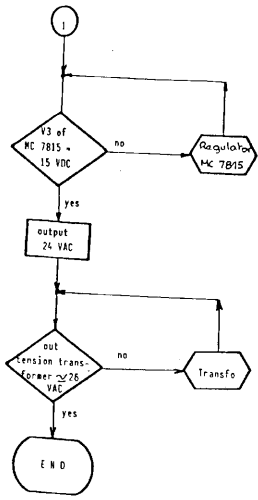 1
V3 of
MC 7815 =
15 VDC
no
Regulator
MC 7815
yes
output
24 VAC
out
tension trans-
former ≃ 26
VAC
no
Transfo
yes
END